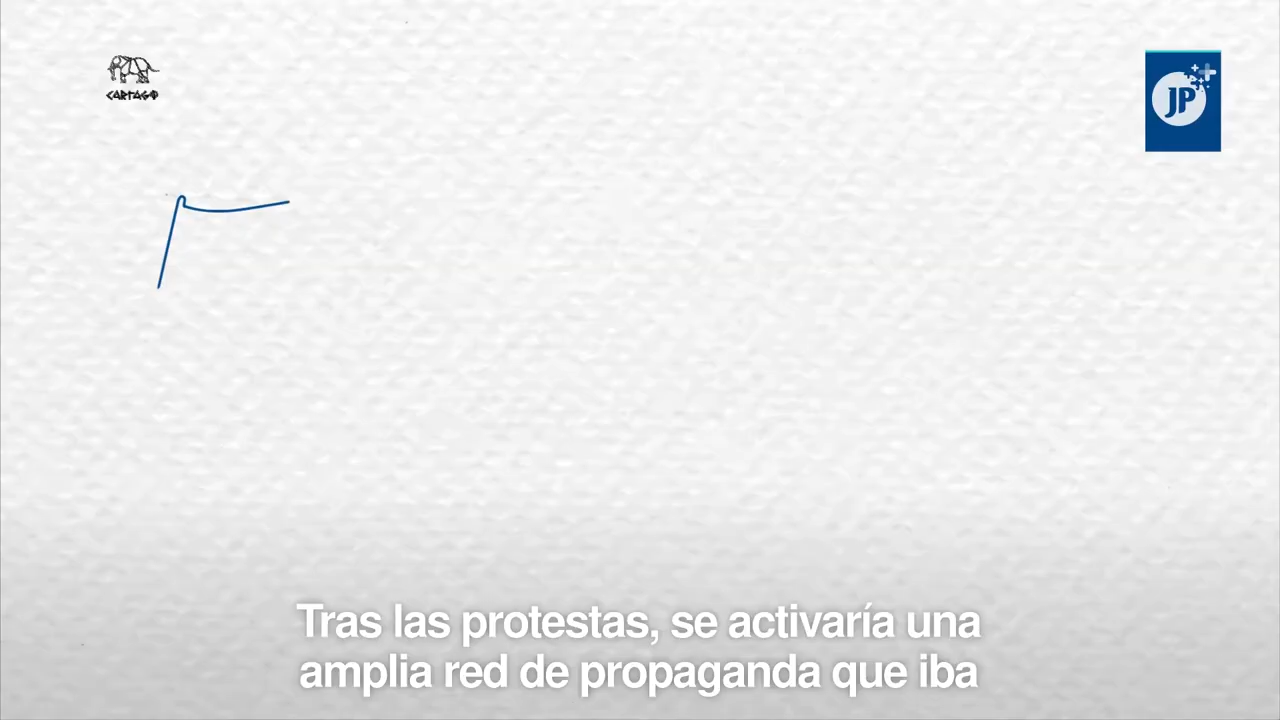 CARTAGO
JP
Tras las protestas, se activaría una
amplia red de propaganda que iba